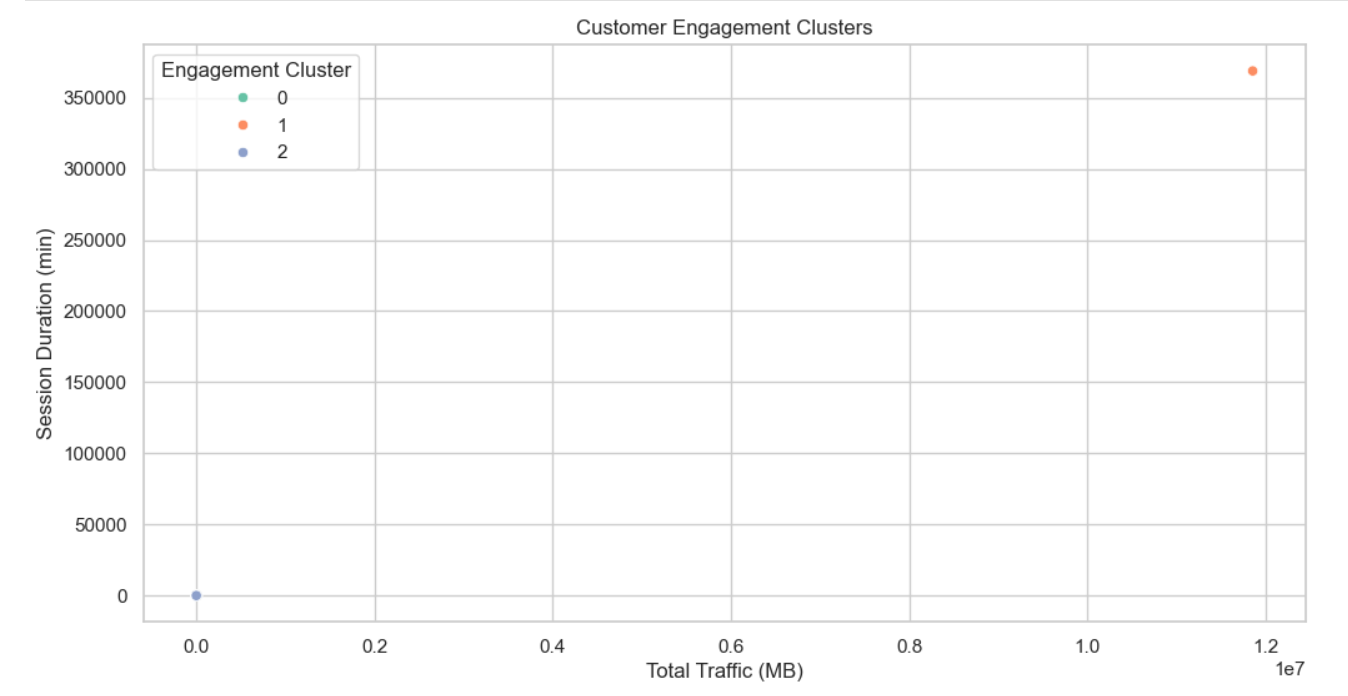 Customer Engagement Clusters
Engagement Cluster
0
1
2
350000
300000
250000
200000
150000
100000
50000
0
Session Duration (min)
0.0 0.2 0.4 0.6 0.8 1.0 1.2
1e7
Total Traffic (MB)